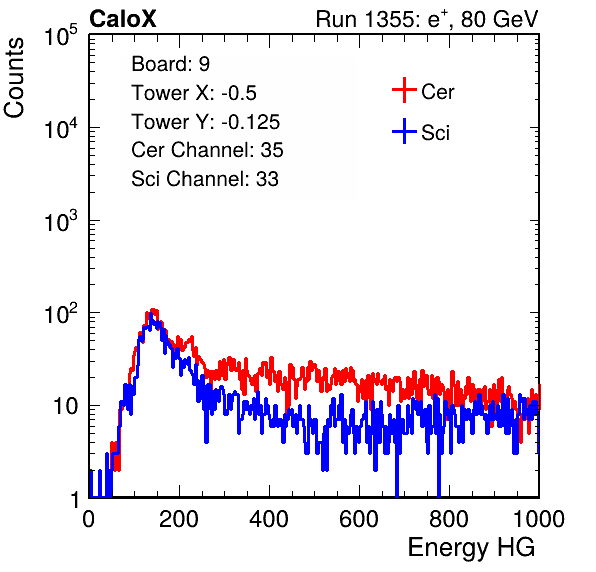 CaloX Run 1355: e+, 80 GeV
Counts
Board: 9
Tower X: -0.5
Tower Y: -0.125
Cer Channel: 35
Sci Channel: 33
Cer
Sci
10^5
10^4
10^3
10^2
10
1
0 200 400 600 800 1000
Energy HG